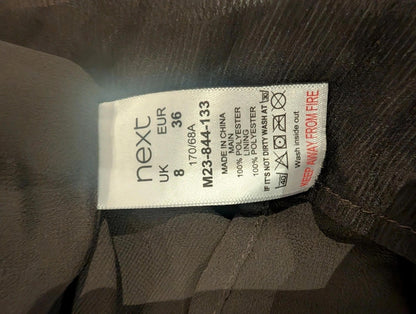 next
UK EUR
8 36
170/68A
M23-844-133
MADE IN CHINA
MAIN
100% POLYESTER
LINING
100% POLYESTER
IF IT'S NOT DIRTY WASH AT
Wash inside out
KEEP AWAY FROM FIRE